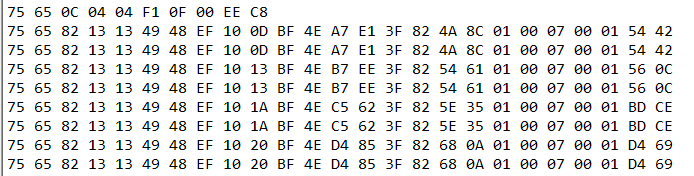 75 65 0C 04 04 F1 0F 00 EE C8
75 65 82 13 13 49 48 EF 10 0D BF 4E A7 E1 3F 82 4A 8C 01 00 07 00 01 54 42
75 65 82 13 13 49 48 EF 10 0D BF 4E A7 E1 3F 82 4A 8C 01 00 07 00 01 54 42
75 65 82 13 13 49 48 EF 10 13 BF 4E B7 EE 3F 82 54 61 01 00 07 00 01 56 0C
75 65 82 13 13 49 48 EF 10 13 BF 4E B7 EE 3F 82 54 61 01 00 07 00 01 56 0C
75 65 82 13 13 49 48 EF 10 1A BF 4E C5 62 3F 82 5E 35 01 00 07 00 01 BD CE
75 65 82 13 13 49 48 EF 10 1A BF 4E C5 62 3F 82 5E 35 01 00 07 00 01 BD CE
75 65 82 13 13 49 48 EF 10 20 BF 4E D4 85 3F 82 68 0A 01 00 07 00 01 D4 69
75 65 82 13 13 49 48 EF 10 20 BF 4E D4 85 3F 82 68 0A 01 00 07 00 01 D4 69